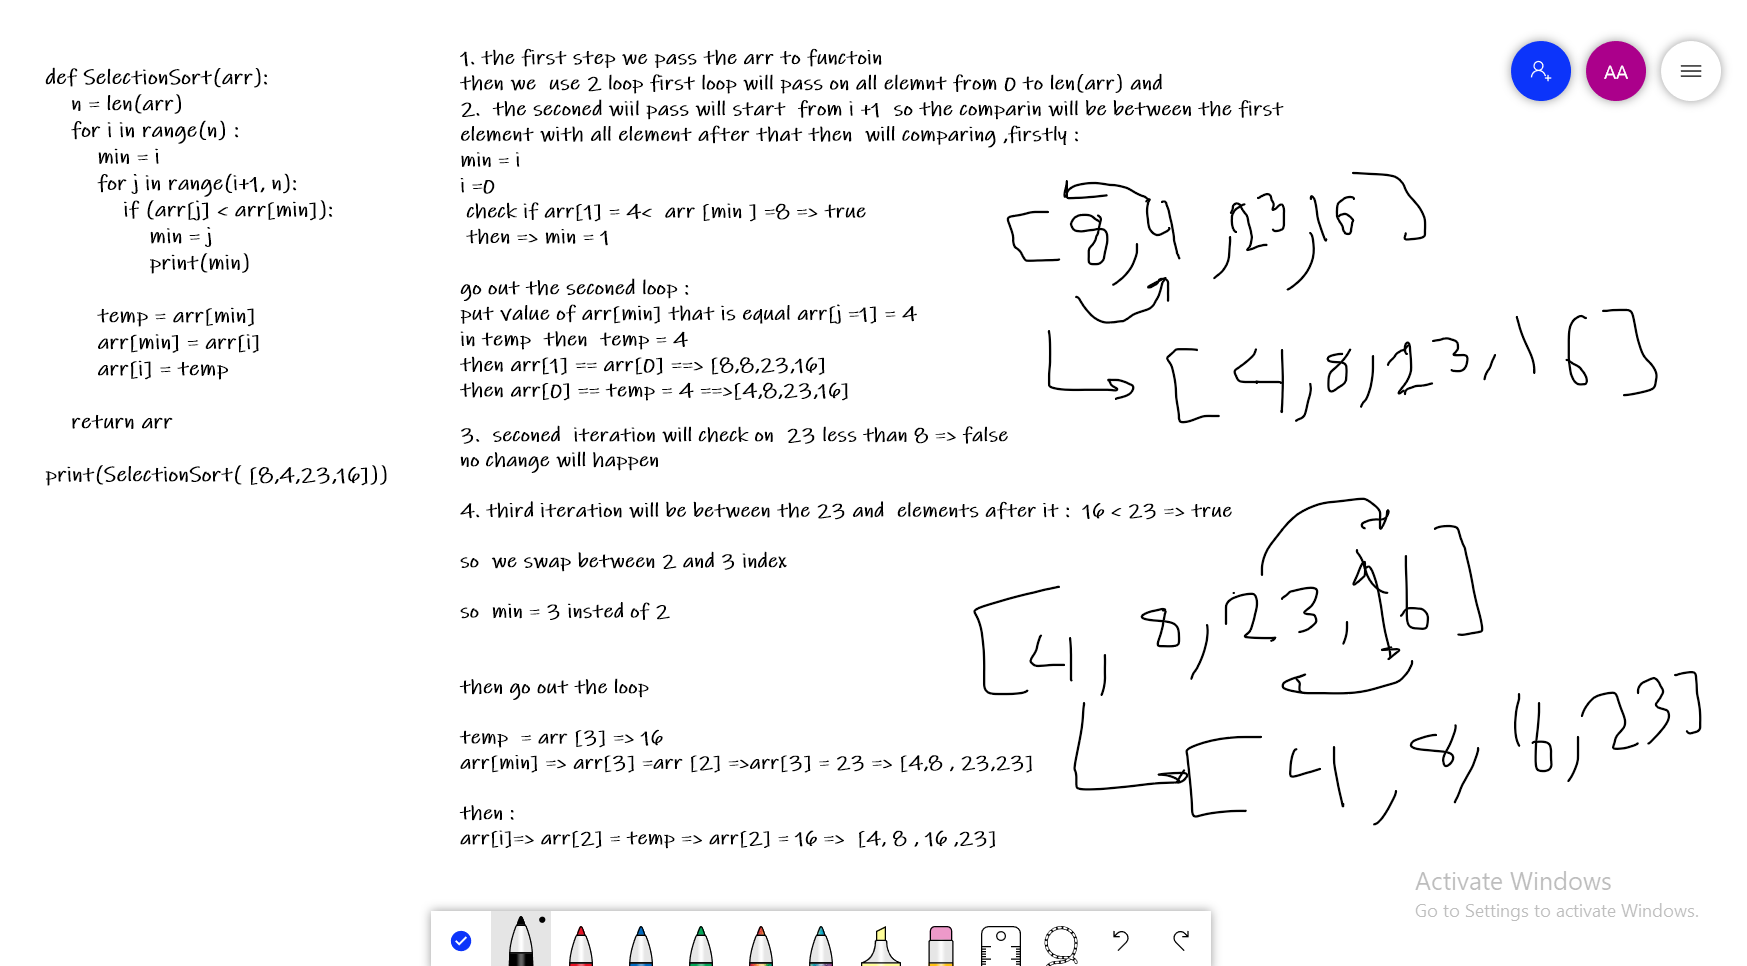 def SelectionSort(arr):
n = len(arr)
for i in range(n) :
min = i
for j in range(i+1, n):
if (arr[j] < arr[min]):
min = j
print(min)
temp = arr[min]
arr[min] = arr[i]
arr[i] = temp
return arr
print(SelectionSort( [8,4,23,16]))
1. the first step we pass the arr to functoin
then we use 2 loop first loop will pass on all elemnt from 0 to len(arr) and
2. the seconed wiil pass will start from i +1 so the comparin will be between the first
element with all element after that then will comparing ,firstly :
min = i
i =0
check if arr[1] = 4< arr [min ] =8 => true
then => min = 1
go out the seconed loop :
put value of arr[min] that is equal arr[j =1] = 4
in temp then temp = 4
then arr[1] == arr[0] ==> [8,8,23,16]
then arr[0] == temp = 4 ==>[4,8,23,16]
3. seconed iteration will check on 23 less than 8 => false
no change will happen
4. third iteration will be between the 23 and elements after it : 16 < 23 => true
so we swap between 2 and 3 index
so min = 3 insted of 2
then go out the loop
temp = arr [3] => 16
arr[min] => arr[3] =arr [2] =>arr[3] = 23 => [4,8 , 23,23]
then :
arr[i]=> arr[2] = temp => arr[2] = 16 => [4, 8 , 16 ,23]
AA
[8,4,23,16]
[4,8,23,16]
[4,8,23,16]
[4,8,16,23]
Activate Windows
Go to Settings to activate Windows.